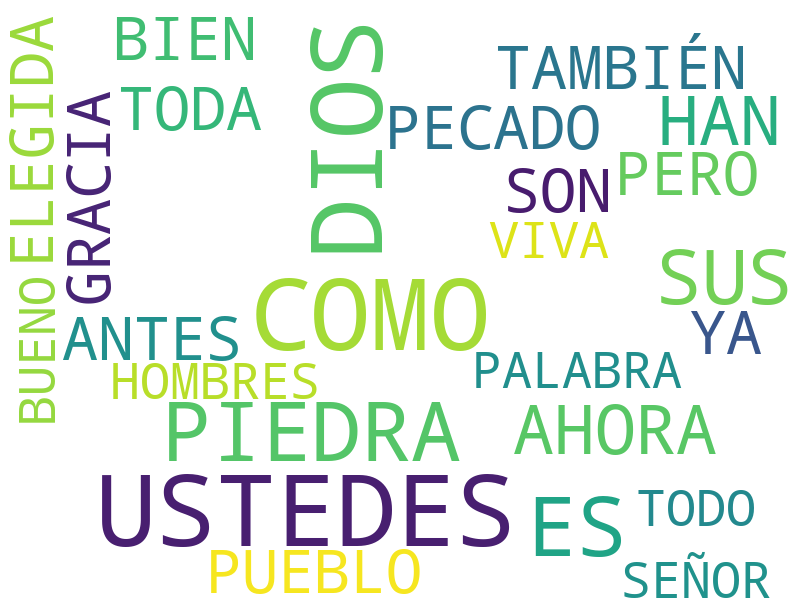 BIEN
DIOS
TAMBIÉN
ELEGIDA
TODA
GRACIA
PECADO
HAN
SON
PERO
VIVA
SUS
COMO
BUENO
ANTES
YA
HOMBRES
PALABRA
PIEDRA
AHORA
USTEDES
ES
TODO
PUEBLO
SEÑOR